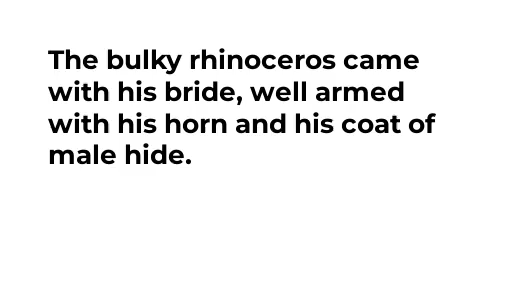 The bulky rhinoceros came
with his bride, well armed
with his horn and his coat of
male hide.